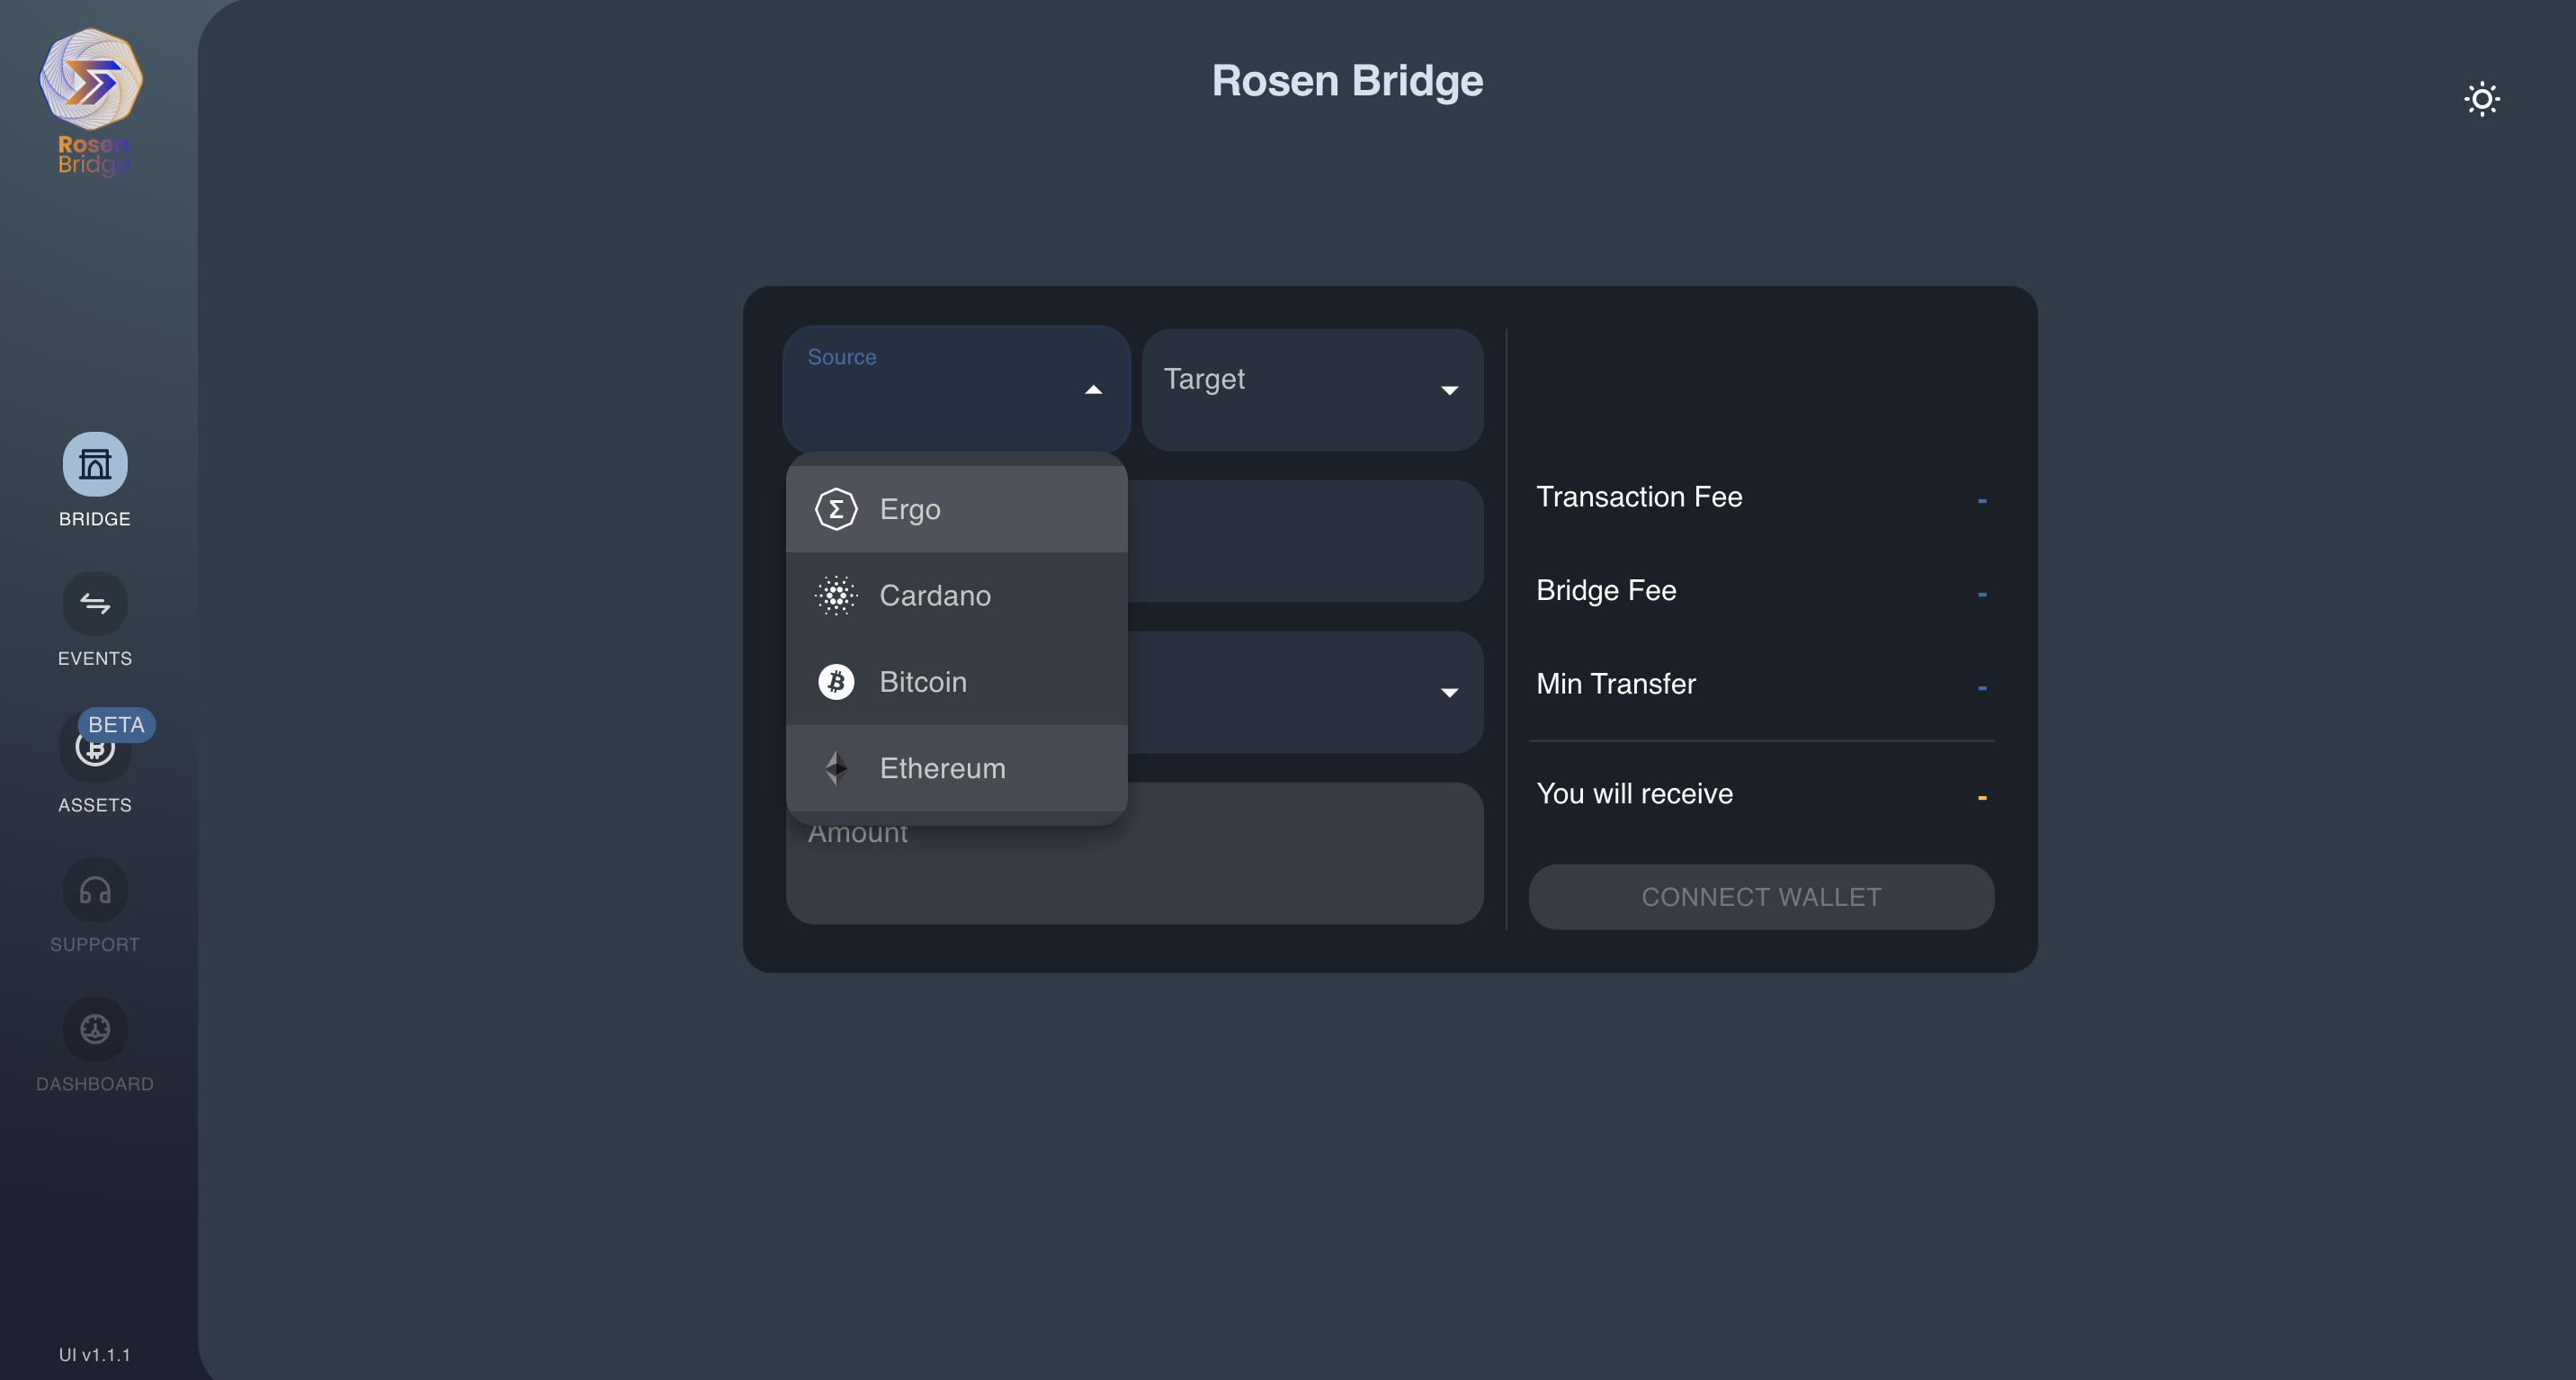 Rosen
Bridge
Rosen Bridge
BRIDGE
EVENTS
BETA
ASSETS
SUPPORT
DASHBOARD
UI v1.1.1
Source
Target
Ergo
Cardano
Bitcoin
Ethereum
Amount
Transaction Fee -
Bridge Fee -
Min Transfer -
You will receive -
CONNECT WALLET